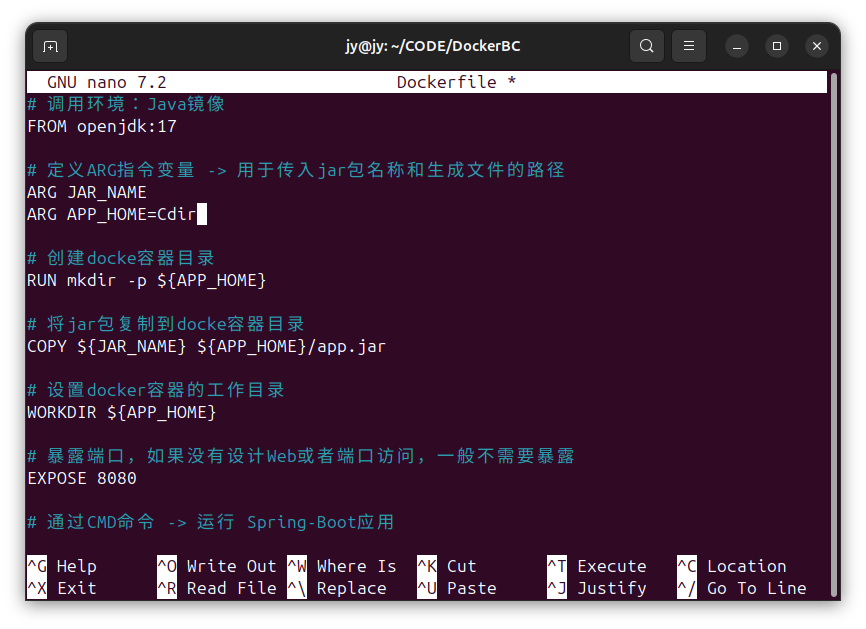 jy@jy: ~/CODE/DockerBC
GNU nano 7.2 Dockerfile *
# 调用环境：Java镜像
FROM openjdk:17
# 定义ARG指令变量 -> 用于传入jar包名称和生成文件的路径
ARG JAR_NAME
ARG APP_HOME=Cdir
# 创建docke容器目录
RUN mkdir -p ${APP_HOME}
# 将jar包复制到docke容器目录
COPY ${JAR_NAME} ${APP_HOME}/app.jar
# 设置docker容器的工作目录
WORKDIR ${APP_HOME}
# 暴露端口，如果没有设计Web或者端口访问，一般不需要暴露
EXPOSE 8080
# 通过CMD命令 -> 运行 Spring-Boot应用
^G Help ^O Write Out ^W Where Is ^K Cut ^T Execute ^C Location
^X Exit ^R Read File ^\ Replace ^U Paste ^J Justify ^/ Go To Line